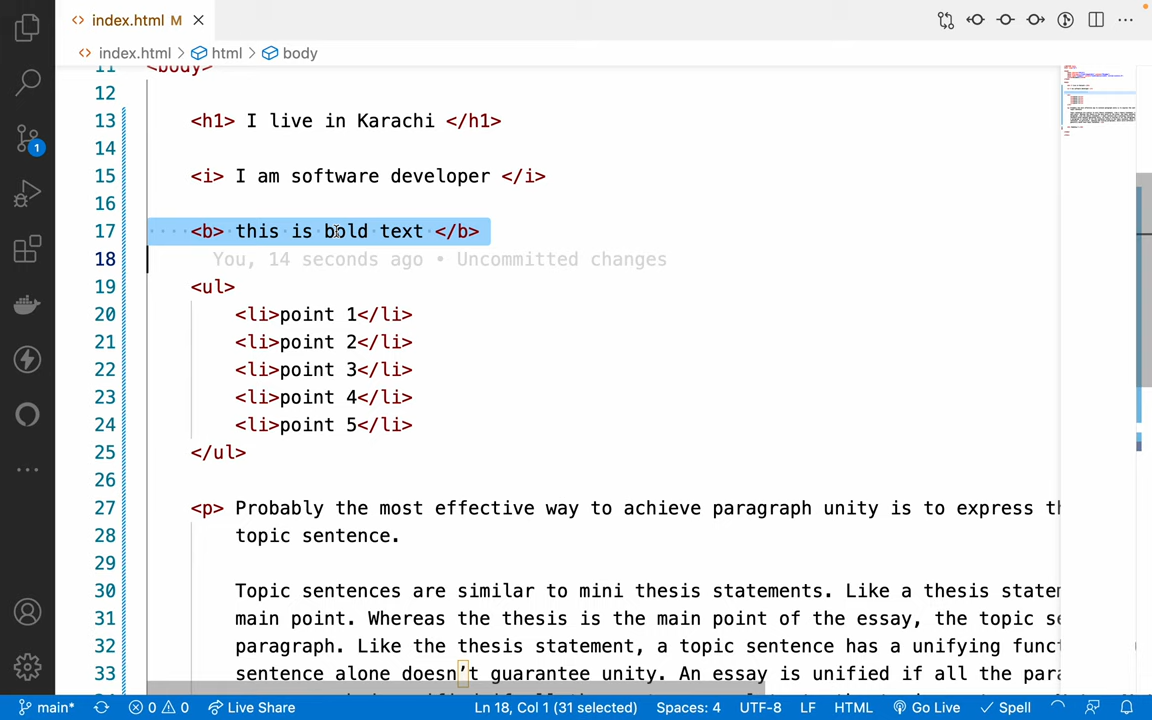 index.html M
index.html > html > body
11 <body>
12
13 <h1> I live in Karachi </h1>
14
15 <i> I am software developer </i>
16
17 <b> this is bold text </b>
18 You, 14 seconds ago • Uncommitted changes
19 <ul>
20 <li>point 1</li>
21 <li>point 2</li>
22 <li>point 3</li>
23 <li>point 4</li>
24 <li>point 5</li>
25 </ul>
26
27 <p> Probably the most effective way to achieve paragraph unity is to express
28 topic sentence.
29
30 Topic sentences are similar to mini thesis statements. Like a thesis
31 main point. Whereas the thesis is the main point of the essay, the topic
32 paragraph. Like the thesis statement, a topic sentence has a unifying
33 sentence alone doesn’t guarantee unity. An essay is unified if all the
1
main* 0 0 Live Share Ln 18, Col 1 (31 selected) Spaces: 4 UTF-8 LF HTML Go Live Spell